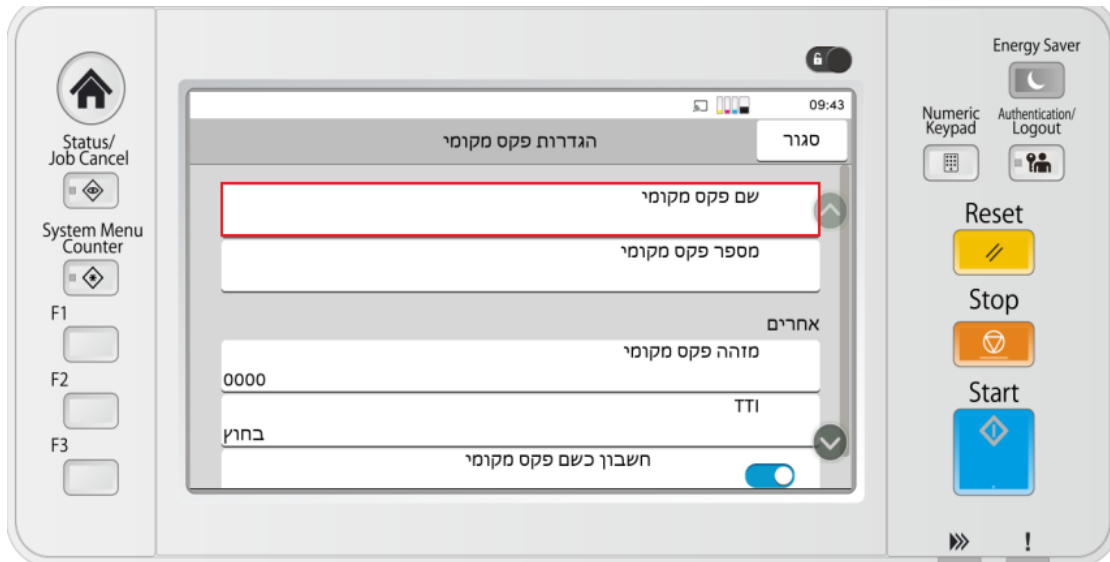 Energy Saver
Numeric
Keypad
Authentication/
Logout
Status/
Job Cancel
System Menu
Counter
F1
F2
F3
09:43
הגדרות פקס מקומי
סגור
שם פקס מקומי
מספר פקס מקומי
אחרים
מזהה פקס מקומי
0000
TTI
בחוץ
חשבון כשם פקס מקומי
Reset
Stop
Start
!